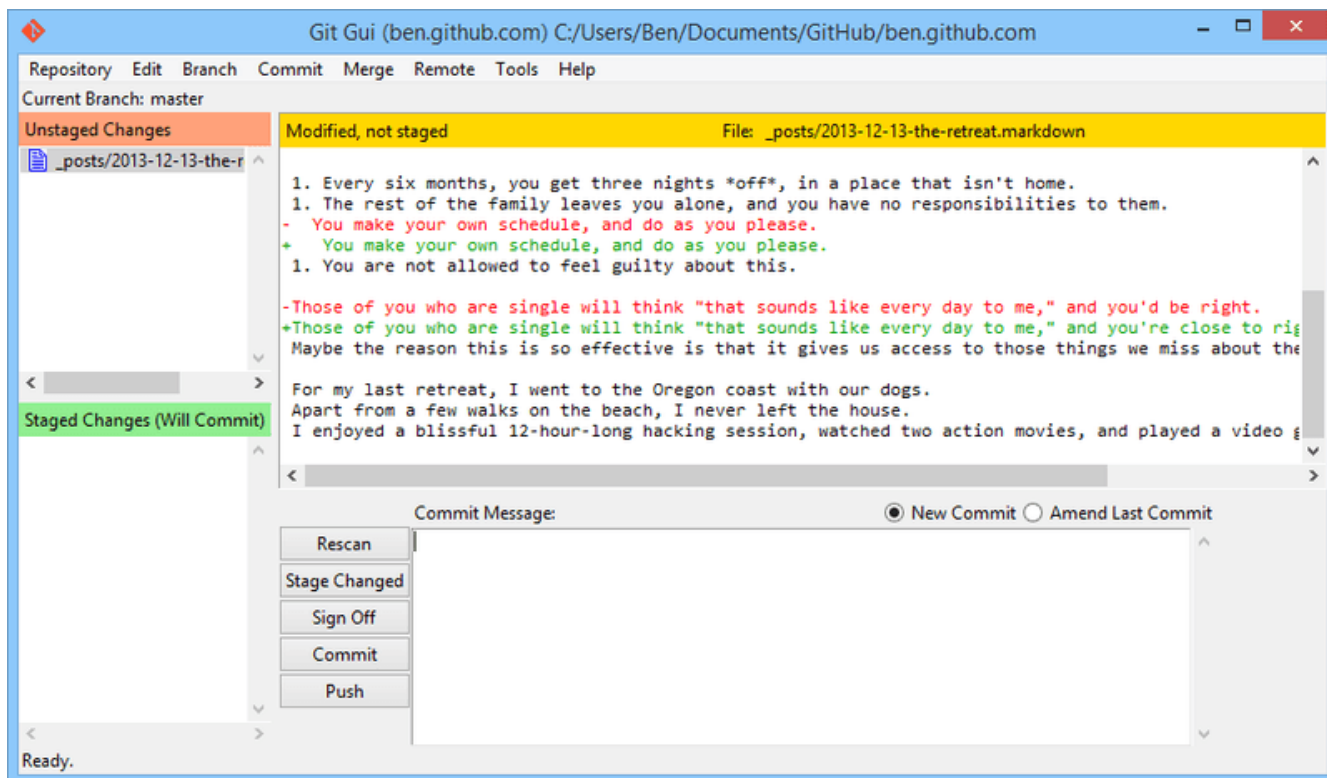 Git Gui (ben.github.com) C:/Users/Ben/Documents/GitHub/ben.github.com
Repository Edit Branch Commit Merge Remote Tools Help
Current Branch: master
Unstaged Changes
_posts/2013-12-13-the-r
Staged Changes (Will Commit)
Modified, not staged File: _posts/2013-12-13-the-retreat.markdown
1. Every six months, you get three nights *off*, in a place that isn't home.
1. The rest of the family leaves you alone, and you have no responsibilities to them.
-  You make your own schedule, and do as you please.
+   You make your own schedule, and do as you please.
1. You are not allowed to feel guilty about this.
-Those of you who are single will think "that sounds like every day to me," and you'd be right.
+Those of you who are single will think "that sounds like every day to me," and you're close to rig
Maybe the reason this is so effective is that it gives us access to those things we miss about the
For my last retreat, I went to the Oregon coast with our dogs.
Apart from a few walks on the beach, I never left the house.
I enjoyed a blissful 12-hour-long hacking session, watched two action movies, and played a video g
Commit Message: New Commit Amend Last Commit
Rescan
Stage Changed
Sign Off
Commit
Push
Ready.